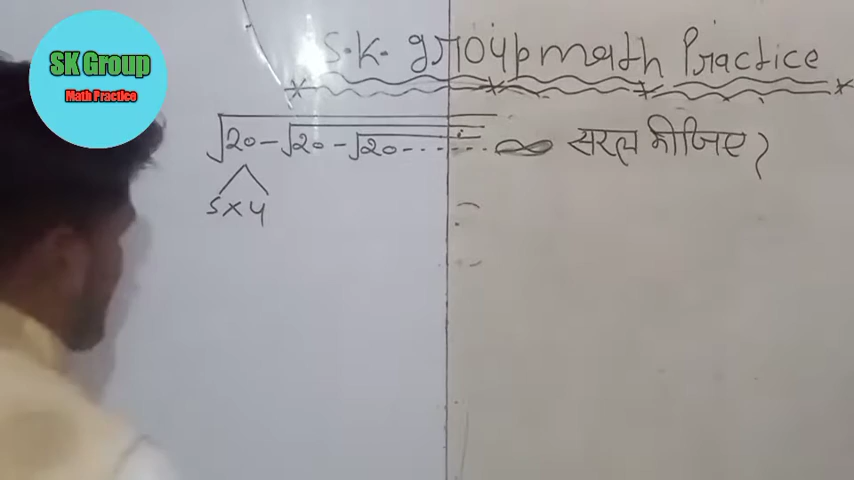 SK Group
Math Practice
S.K. group math Practice
√20-√20-√20....... ∞ सरल कीजिए?
5×4